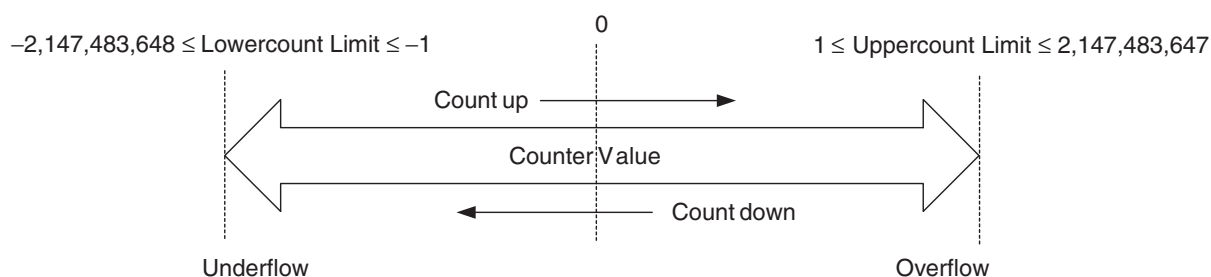 0
−2,147,483,648 ≤ Lowercount Limit ≤ −1
1 ≤ Uppercount Limit ≤ 2,147,483,647
Count up
Counter Value
Count down
Underflow
Overflow